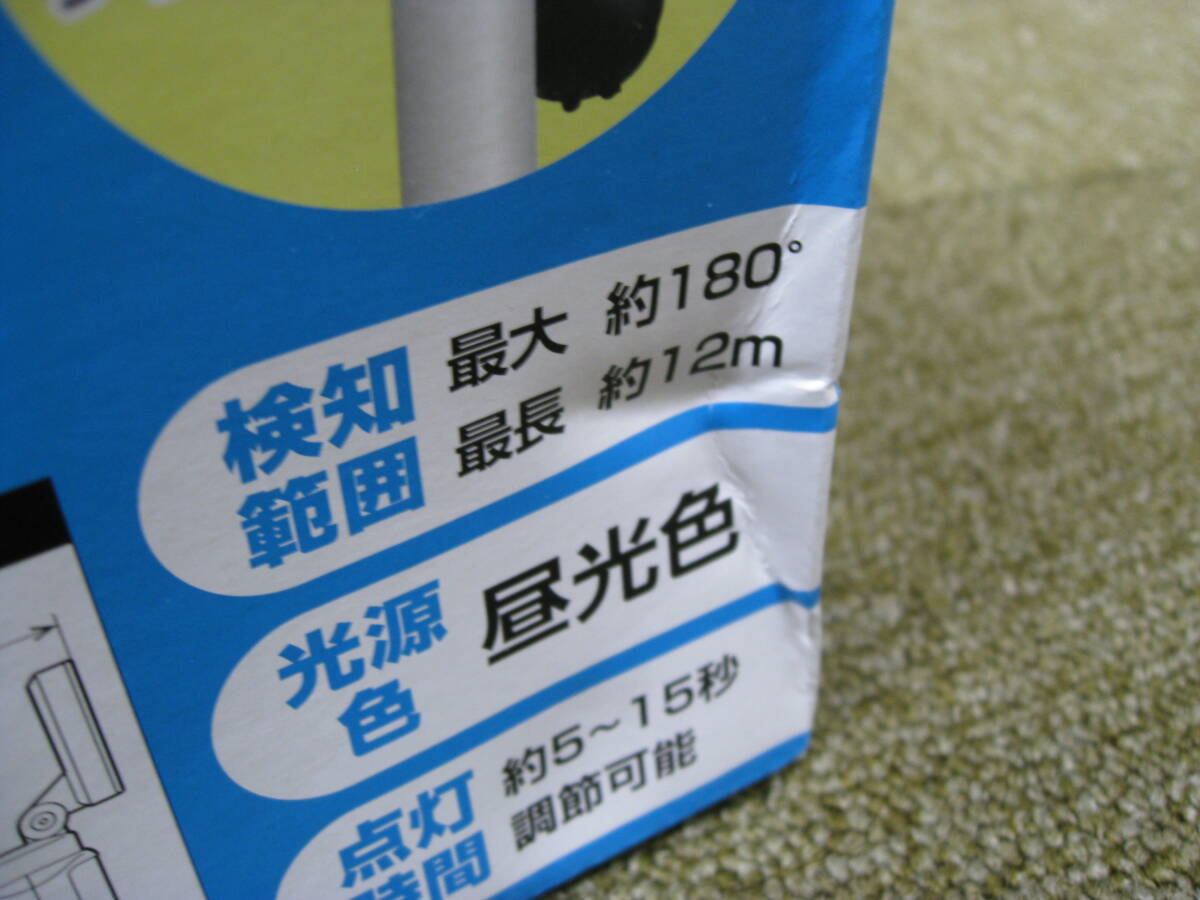 検知
範囲
最大 約180°
最長 約12m
光源
色
昼光色
点灯
時間
約5～15秒
調節可能